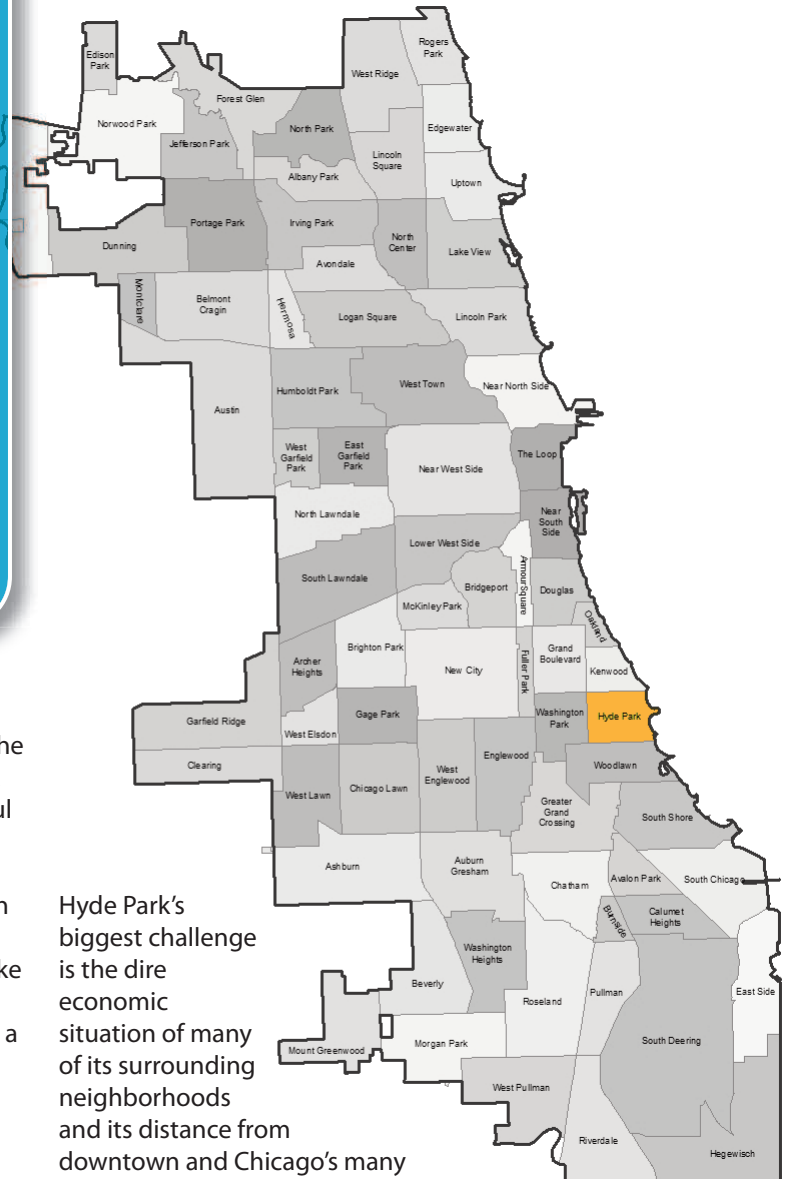 Rogers
Park
Edison
Park
West Ridge
Forest Glen
Norwood Park
North Park
Edgewater
Jefferson Park
Lincoln
Square
Albany Park
Uptown
Portage Park
Irving Park
North
Center
Dunning
Lake View
Avondale
Montclare
Belmont
Cragin
Hermosa
Logan Square
Lincoln Park
Humboldt Park
West Town
Near North Side
Austin
West
Garfield
Park
East
Garfield
Park
Near West Side
The Loop
North Lawndale
Near
South
Side
Lower West Side
South Lawndale
Bridgeport
ArmourSquare
Douglas
McKinley Park
Oakland
Brighton Park
Grand
Boulevard
Archer
Heights
New City
Fuller Park
Kenwood
Garfield Ridge
Gage Park
Washington
Park
Hyde Park
West Elsdon
Clearing
West
Englewood
Englewood
Woodlawn
West Lawn
Chicago Lawn
Greater
Grand
Crossing
South Shore
Ashburn
Auburn
Gresham
Chatham
Avalon Park
South Chicago
Burnside
Calumet
Heights
Washington
Heights
Beverly
Roseland
Pullman
East Side
Mount Greenwood
Morgan Park
South Deering
West Pullman
Riverdale
Hegewisch
Hyde Park's
biggest challenge
is the dire
economic
situation of many
of its surrounding
neighborhoods
and its distance from
downtown and Chicago's many
a